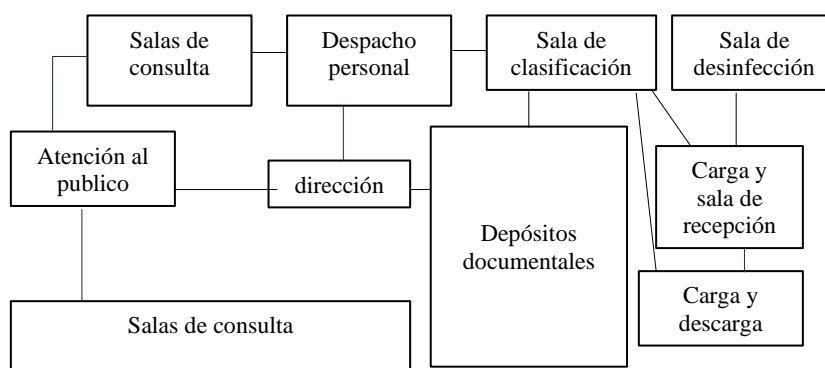 Salas de
consulta
Despacho
personal
Sala de
clasificación
Sala de
desinfección
Atención al
publico
dirección
Depósitos
documentales
Carga y
sala de
recepción
Carga y
descarga
Salas de consulta